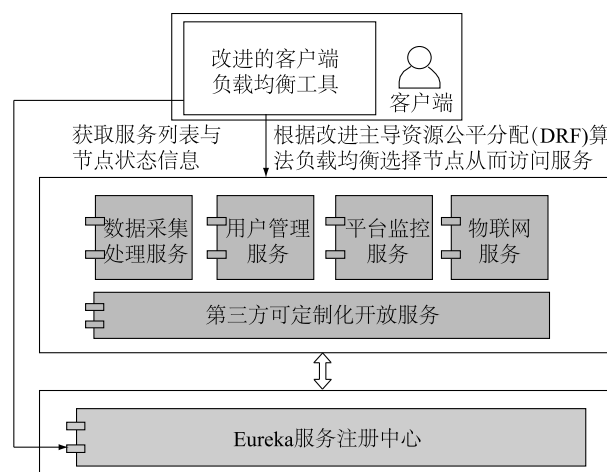 改进的客户端
负载均衡工具
客户端
获取服务列表与
节点状态信息
根据改进主导资源公平分配(DRF)算
法负载均衡选择节点从而访问服务
数据采集
处理服务
用户管理
服务
平台监控
服务
物联网
服务
第三方可定制化开放服务
Eureka服务注册中心